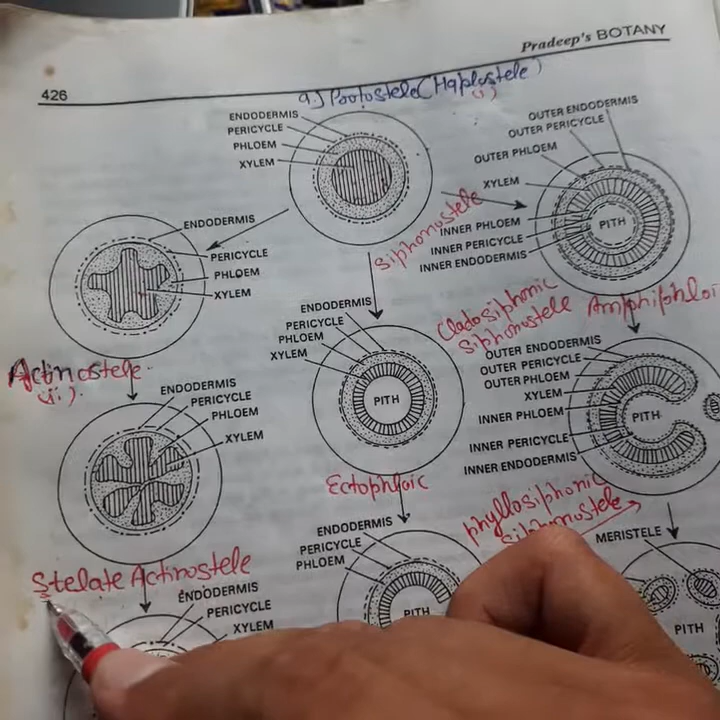 Pradeep's BOTANY
426
a.) Protostele (Haplostele)
i)
ENDODERMIS
PERICYCLE
PHLOEM
XYLEM
OUTER ENDODERMIS
OUTER PERICYCLE
OUTER PHLOEM
XYLEM
INNER PHLOEM
INNER PERICYCLE
INNER ENDODERMIS
PITH
Siphonostele
ENDODERMIS
PERICYCLE
PHLOEM
XYLEM
Actinostele
ii)
Cladosiphonic
Siphonostele
Amphiphloi
ENDODERMIS
PERICYCLE
PHLOEM
XYLEM
PITH
Ectophloic
OUTER ENDODERMIS
OUTER PERICYCLE
OUTER PHLOEM
XYLEM
INNER PHLOEM
INNER PERICYCLE
INNER ENDODERMIS
PITH
ENDODERMIS
PERICYCLE
PHLOEM
XYLEM
Stelate Actinostele
phyllosiphonic
Siphonostele
ENDODERMIS
PERICYCLE
PHLOEM
PITH
MERISTELE
PITH
ENDODERMIS
PERICYCLE
XYLEM